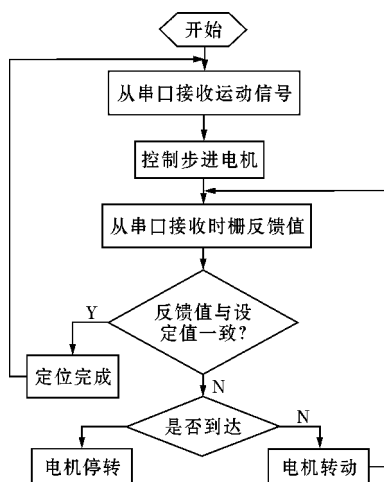 开始
从串口接收运动信号
控制步进电机
从串口接收时栅反馈值
反馈值与设
定值一致?
Y
定位完成
N
是否到达
N
电机停转
电机转动